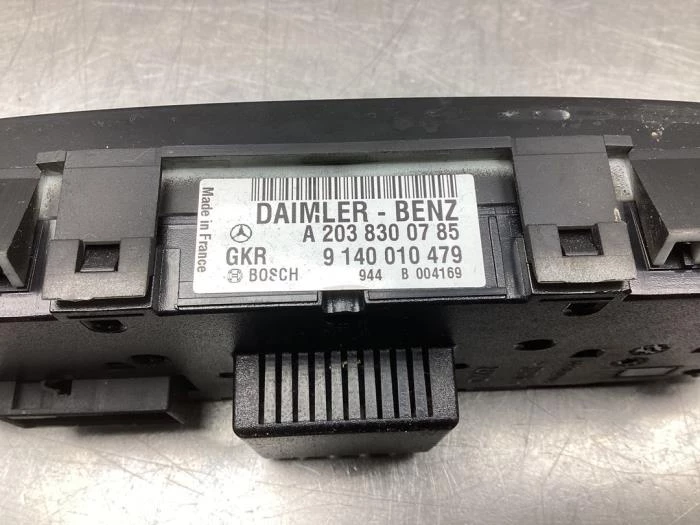 Made in France
DAIMLER - BENZ
A 203 830 07 85
GKR 9 140 010 479
BOSCH 944 B 004169